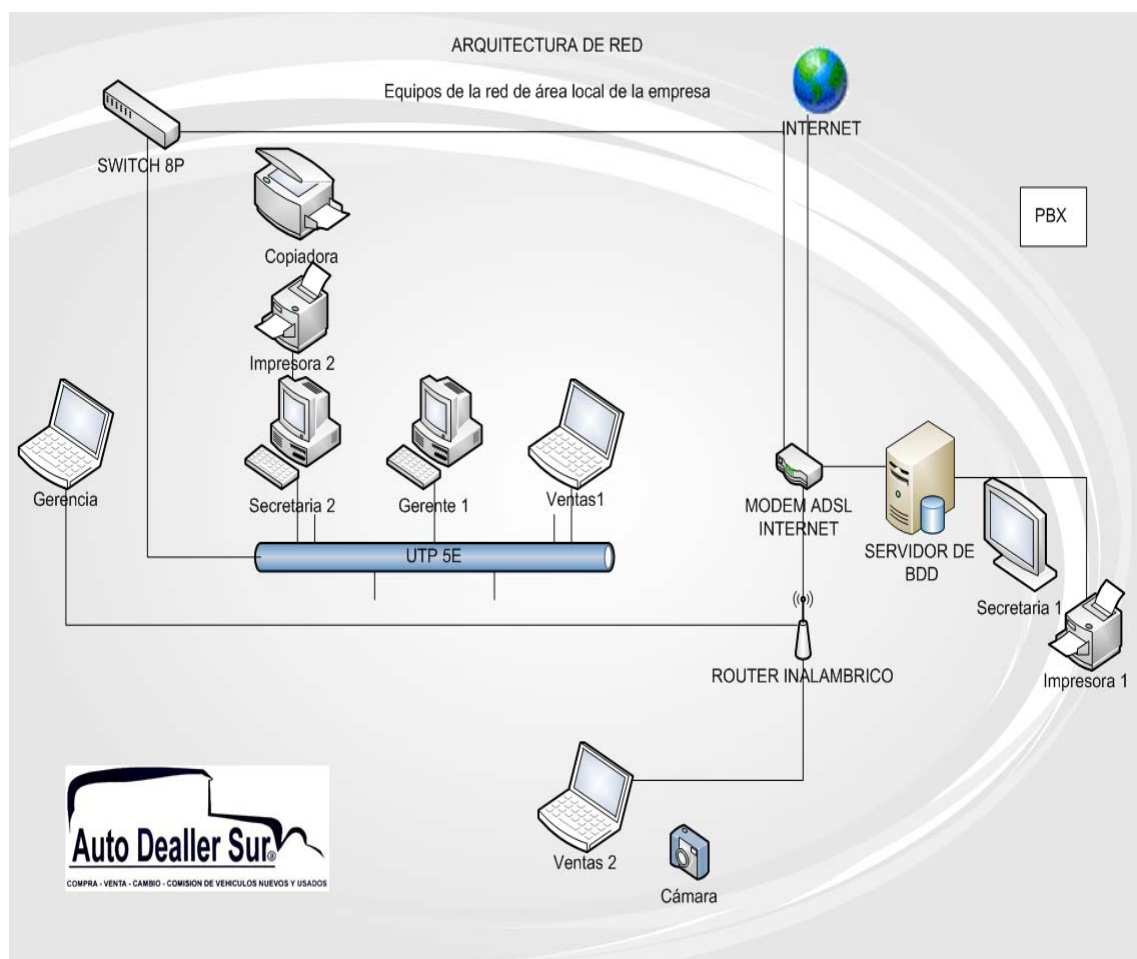 ARQUITECTURA DE RED
Equipos de la red de área local de la empresa
INTERNET
SWITCH 8P
PBX
Copiadora
Impresora 2
Gerencia
Secretaria 2
Gerente 1
Ventas1
MODEM ADSL
INTERNET
SERVIDOR DE
BDD
UTP 5E
Secretaria 1
ROUTER INALAMBRICO
Impresora 1
Auto Dealler Sur®
COMPRA - VENTA - CAMBIO - COMISION DE VEHICULOS NUEVOS Y USADOS
Ventas 2
Cámara